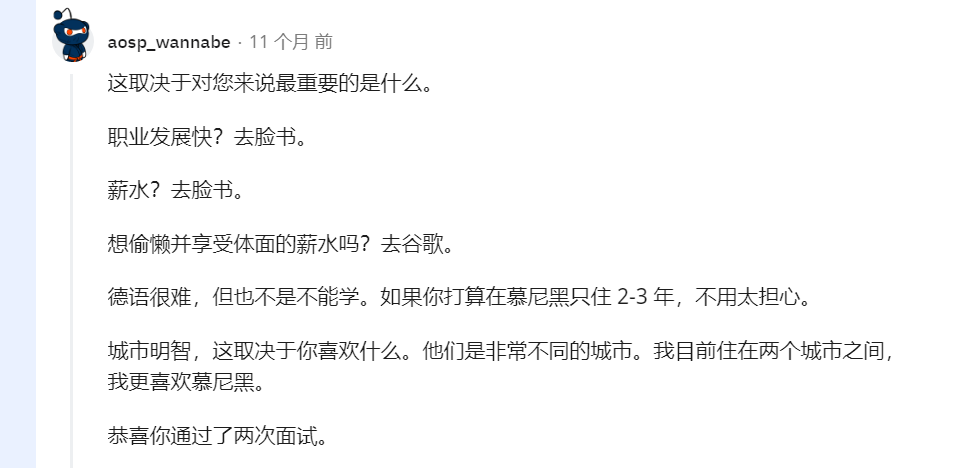 aosp_wannabe · 11 个月 前
这取决于对您来说最重要的是什么。
职业发展快？去脸书。
薪水？去脸书。
想偷懒并享受体面的薪水吗？去谷歌。
德语很难，但也不是不能学。如果你打算在慕尼黑只住 2-3 年，不用太担心。
城市明智，这取决于你喜欢什么。他们是非常不同的城市。我目前住在两个城市之间，
我更喜欢慕尼黑。
恭喜你通过了两次面试。